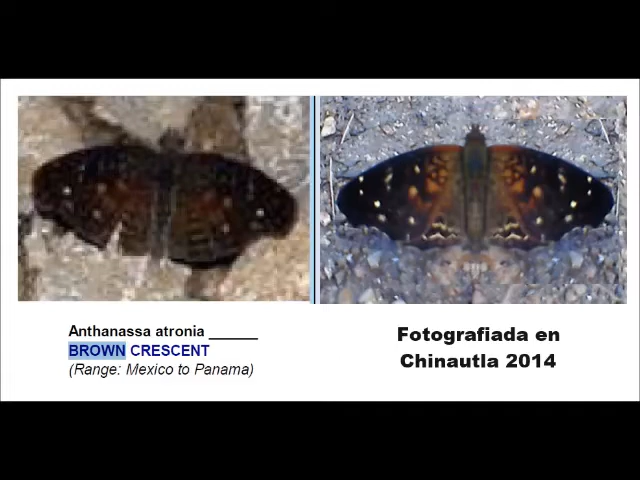 Anthanassa atronia ______
BROWN CRESCENT
(Range: Mexico to Panama)
Fotografiada en
Chinautla 2014